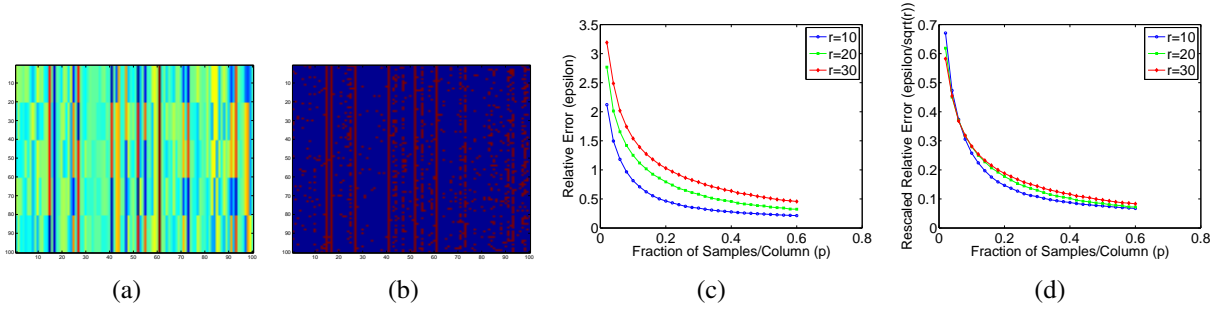 10
20
30
40
50
60
70
80
90
100
10 20 30 40 50 60 70 80 90 100
(a)
10
20
30
40
50
60
70
80
90
100
10 20 30 40 50 60 70 80 90 100
(b)
Relative Error (epsilon)
3.5
3
2.5
2
1.5
1
0.5
0
0 0.2 0.4 0.6 0.8
Fraction of Samples/Column (p)
r=10
r=20
r=30
(c)
Rescaled Relative Error (epsilon/sqrt(r))
0.7
0.6
0.5
0.4
0.3
0.2
0.1
0
0 0.2 0.4 0.6 0.8
Fraction of Samples/Column (p)
r=10
r=20
r=30
(d)